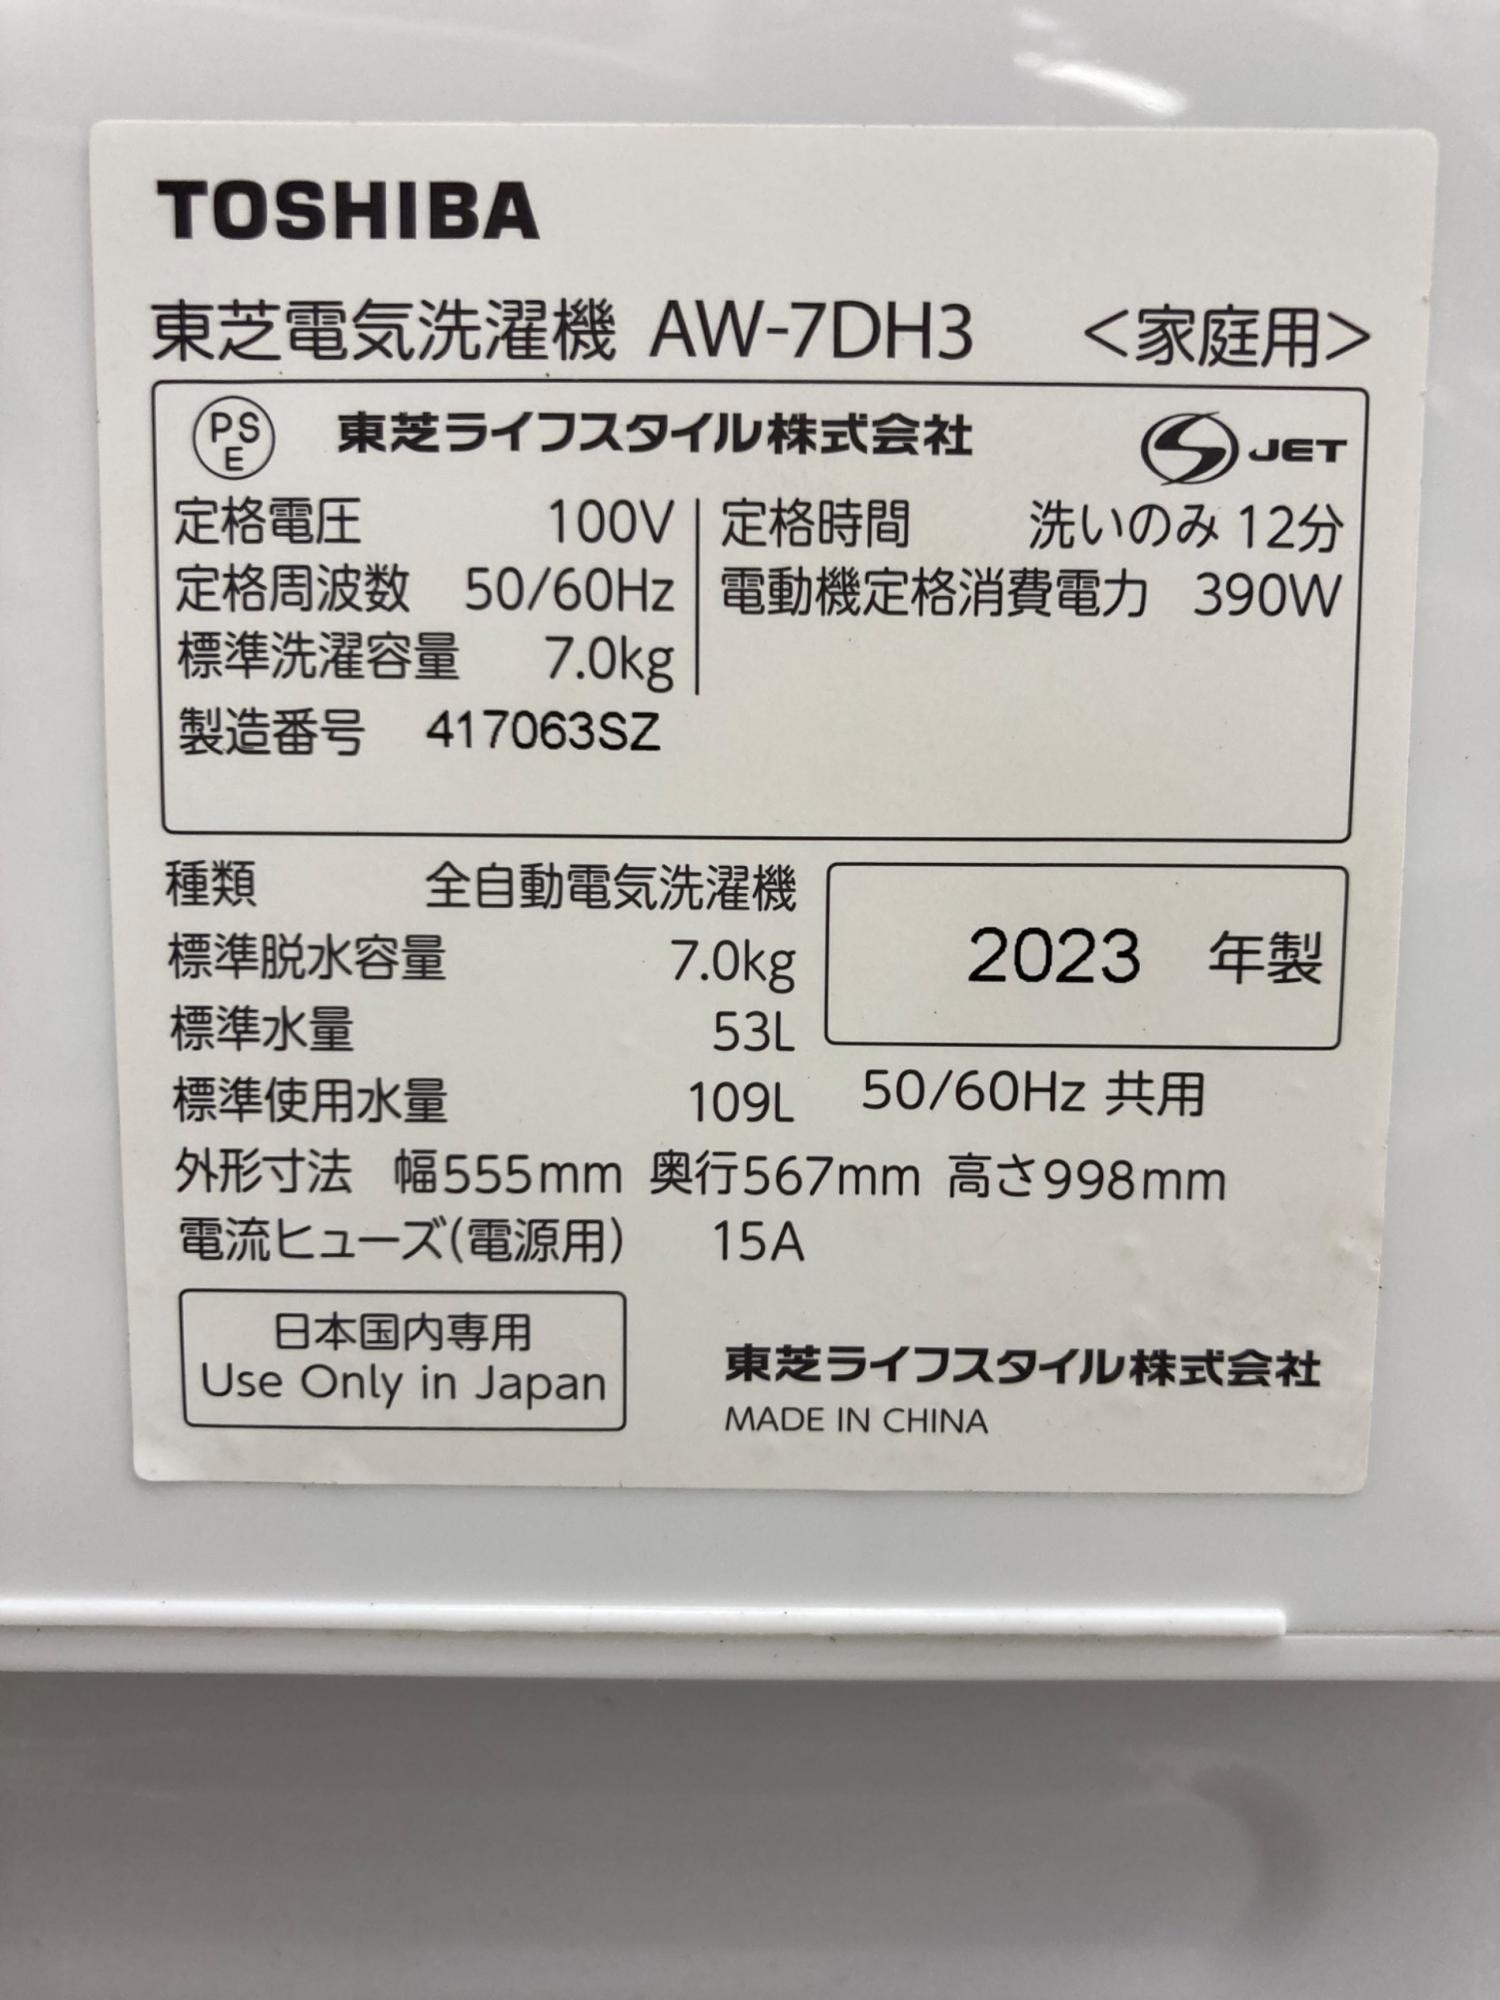 TOSHIBA
東芝電気洗濯機 AW-7DH3 <家庭用>
PSE 東芝ライフスタイル株式会社 S JET
定格電圧 100V 定格時間 洗いのみ 12分
定格周波数 50/60Hz 電動機定格消費電力 390W
標準洗濯容量 7.0kg
製造番号 417063SZ
種類 全自動電気洗濯機
標準脱水容量 7.0kg
2023 年製
標準水量 53L
標準使用水量 109L
50/60Hz 共用
外形寸法 幅555mm 奥行567mm 高さ998mm
電流ヒューズ(電源用) 15A
日本国内専用
Use Only in Japan
東芝ライフスタイル株式会社
MADE IN CHINA